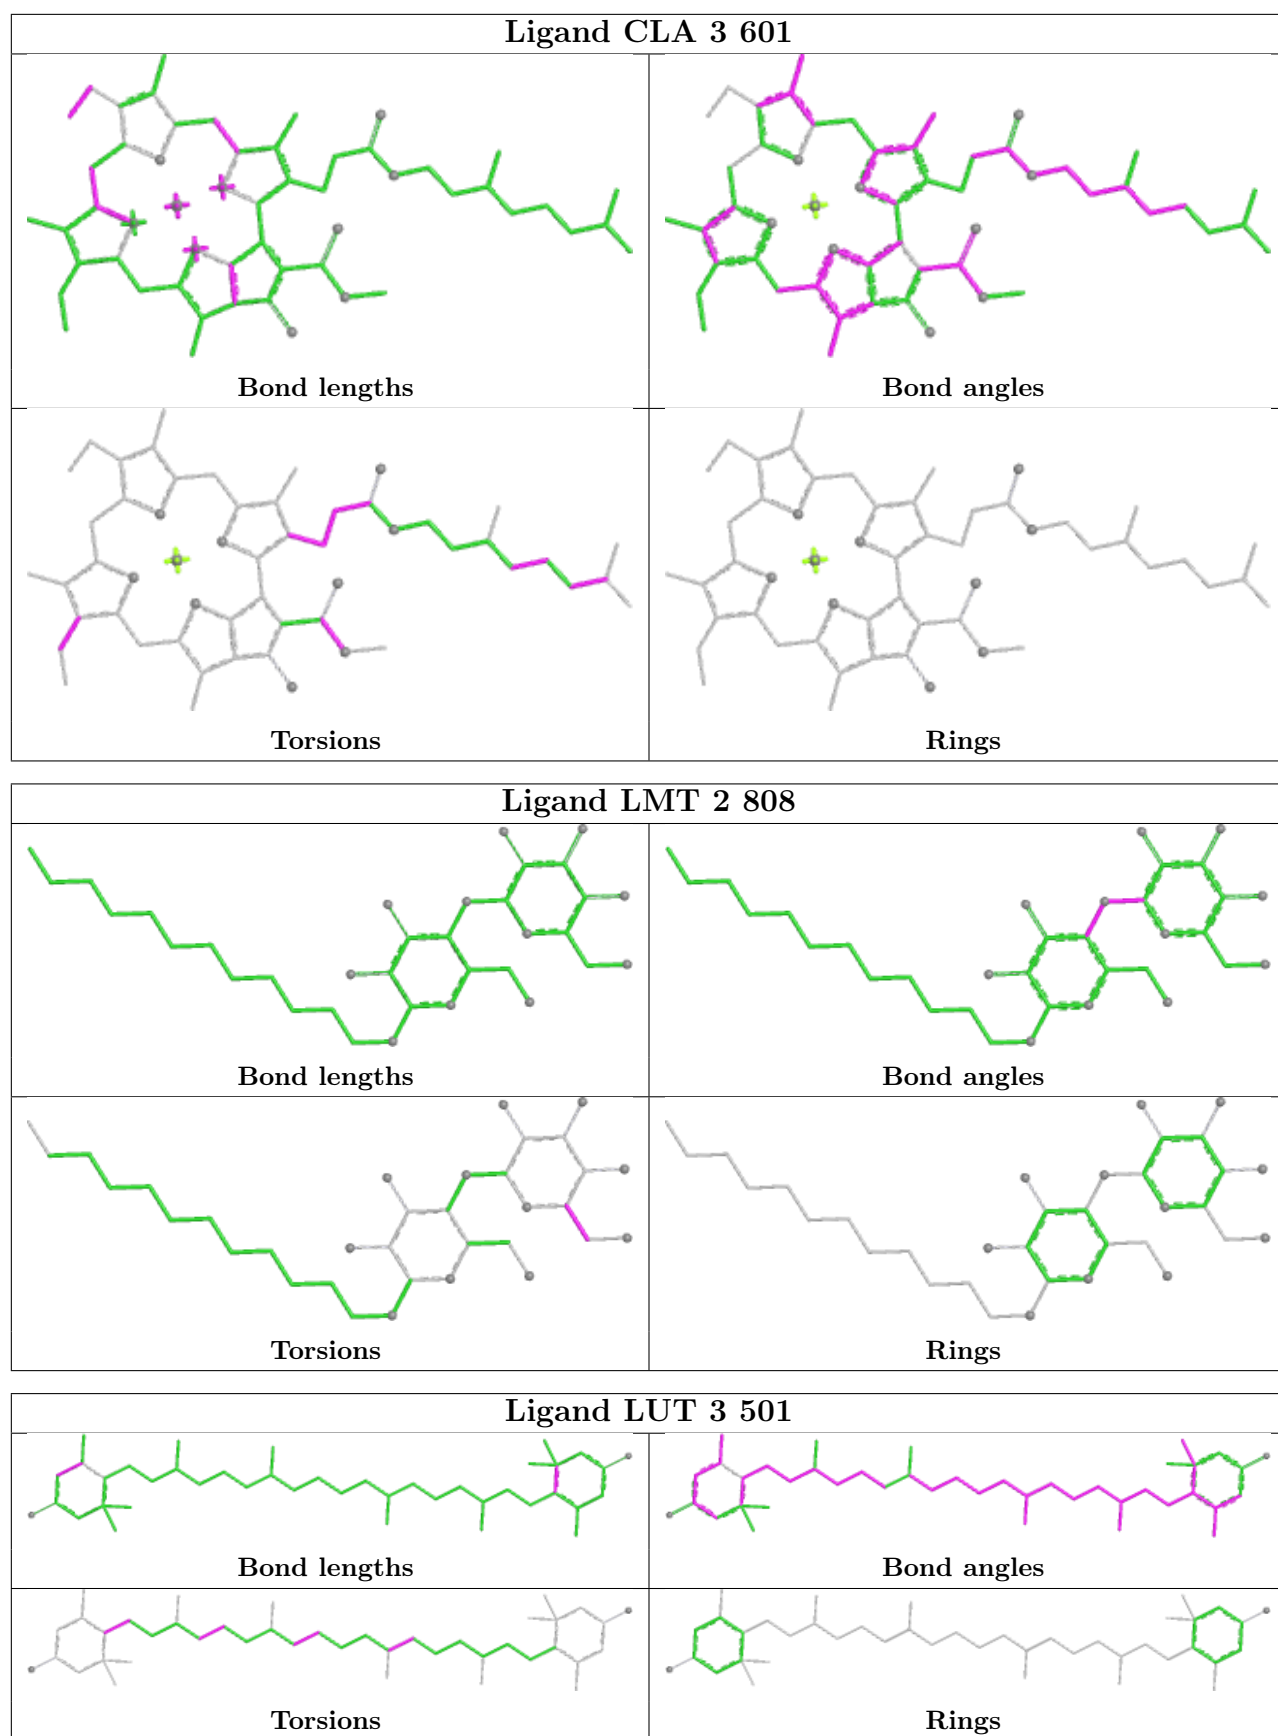 Ligand CLA 3 601
Bond lengths
Bond angles
Torsions
Rings
Ligand LMT 2 808
Bond lengths
Bond angles
Torsions
Rings
Ligand LUT 3 501
Bond lengths
Bond angles
Torsions
Rings